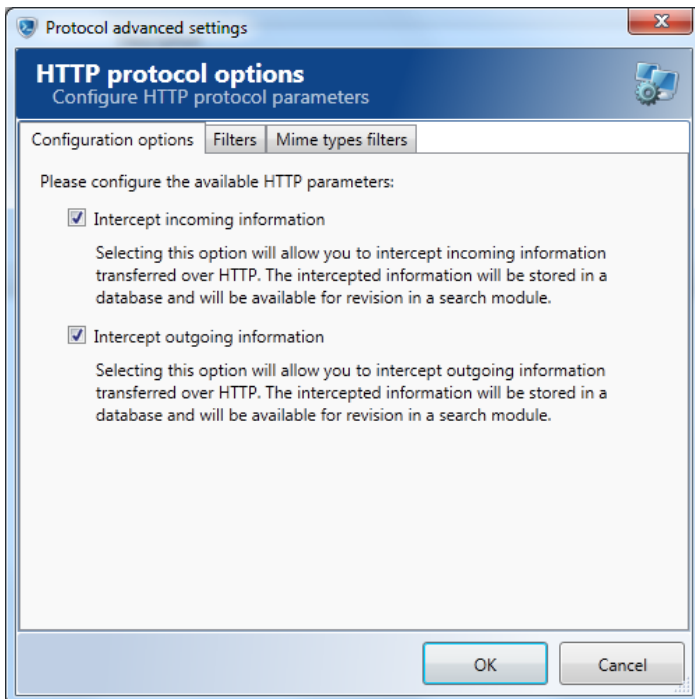 Protocol advanced settings
HTTP protocol options
Configure HTTP protocol parameters
Configuration options Filters Mime types filters
Please configure the available HTTP parameters:
Intercept incoming information
Selecting this option will allow you to intercept incoming information
transferred over HTTP. The intercepted information will be stored in a
database and will be available for revision in a search module.
Intercept outgoing information
Selecting this option will allow you to intercept outgoing information
transferred over HTTP. The intercepted information will be stored in a
database and will be available for revision in a search module.
OK Cancel